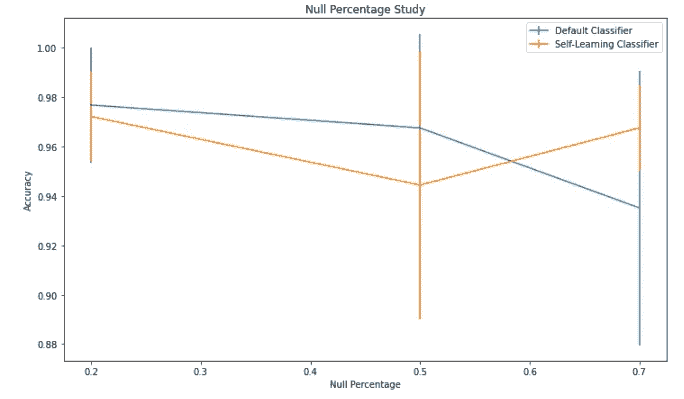 Null Percentage Study
Default Classifier
Self-Learning Classifier
1.00
0.98
0.96
0.94
0.92
0.90
0.88
Accuracy
0.2 0.3 0.4 0.5 0.6 0.7
Null Percentage